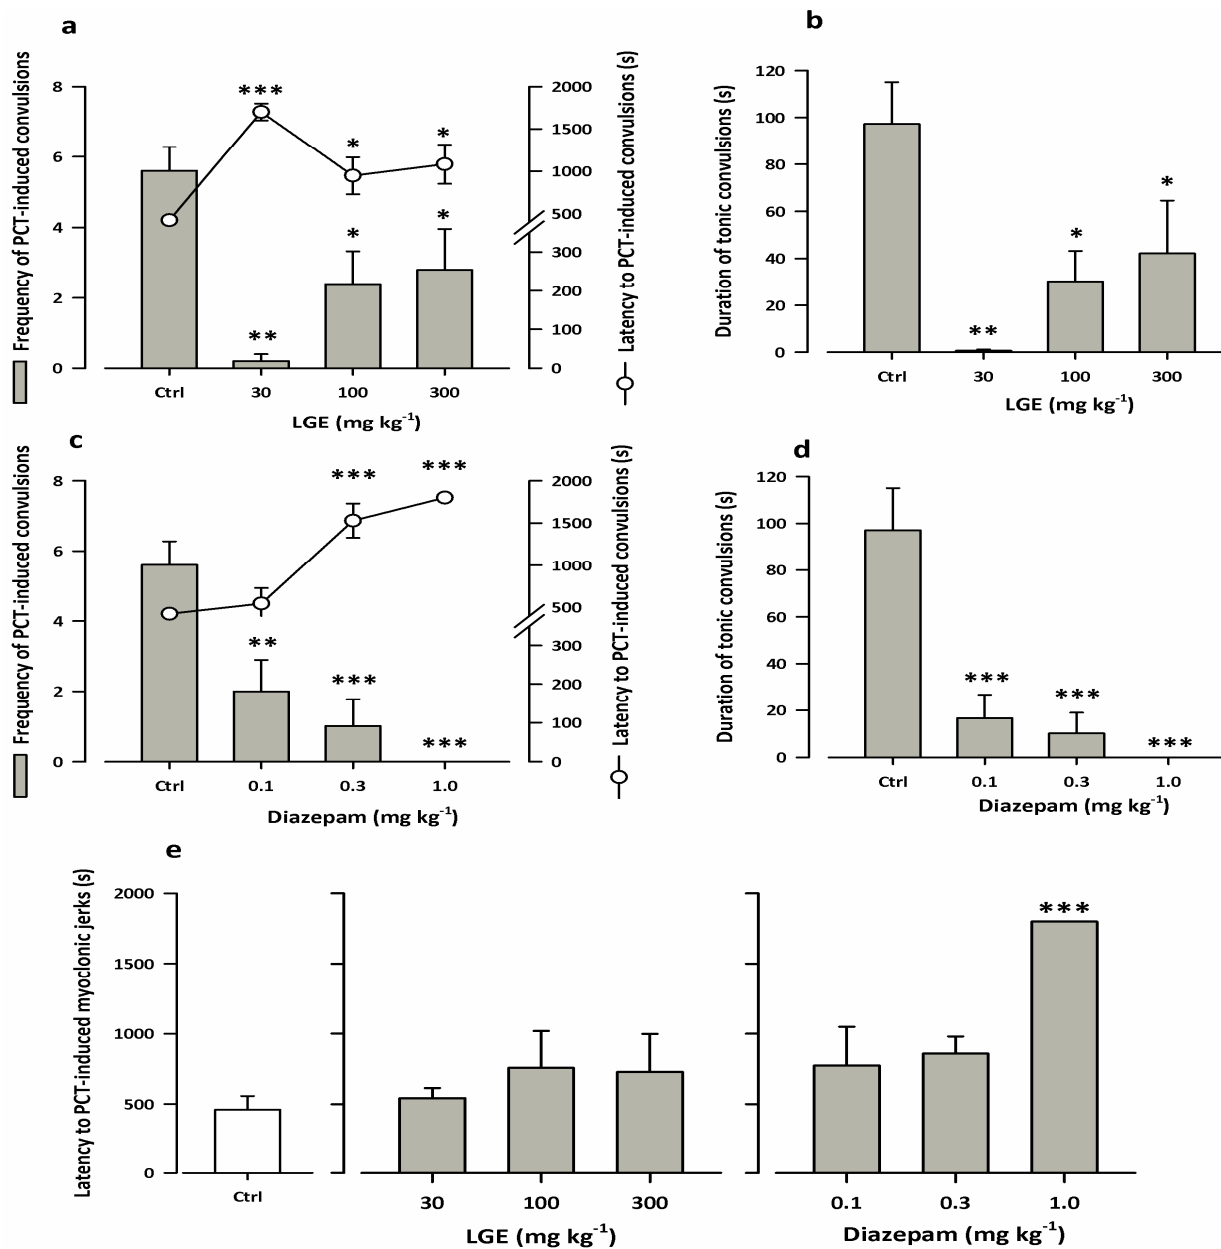 a
Frequency of PCT-induced convulsions
8
6
4
2
0
*** * *
** * *
2000
1500
1000
500
300
200
100
0
Latency to PCT-induced convulsions (s)
Ctrl 30 100 300
LGE (mg kg⁻¹)
b
Duration of tonic convulsions (s)
120
100
80
60
40
20
0
** * *
Ctrl 30 100 300
LGE (mg kg⁻¹)
c
Frequency of PCT-induced convulsions
8
6
4
2
0
*** ***
** *** ***
2000
1500
1000
500
300
200
100
0
Latency to PCT-induced convulsions (s)
Ctrl 0.1 0.3 1.0
Diazepam (mg kg⁻¹)
d
Duration of tonic convulsions (s)
120
100
80
60
40
20
0
*** *** ***
Ctrl 0.1 0.3 1.0
Diazepam (mg kg⁻¹)
e
Latency to PCT-induced myoclonic jerks (s)
2000
1500
1000
500
0
***
Ctrl
30 100 300
LGE (mg kg⁻¹)
0.1 0.3 1.0
Diazepam (mg kg⁻¹)